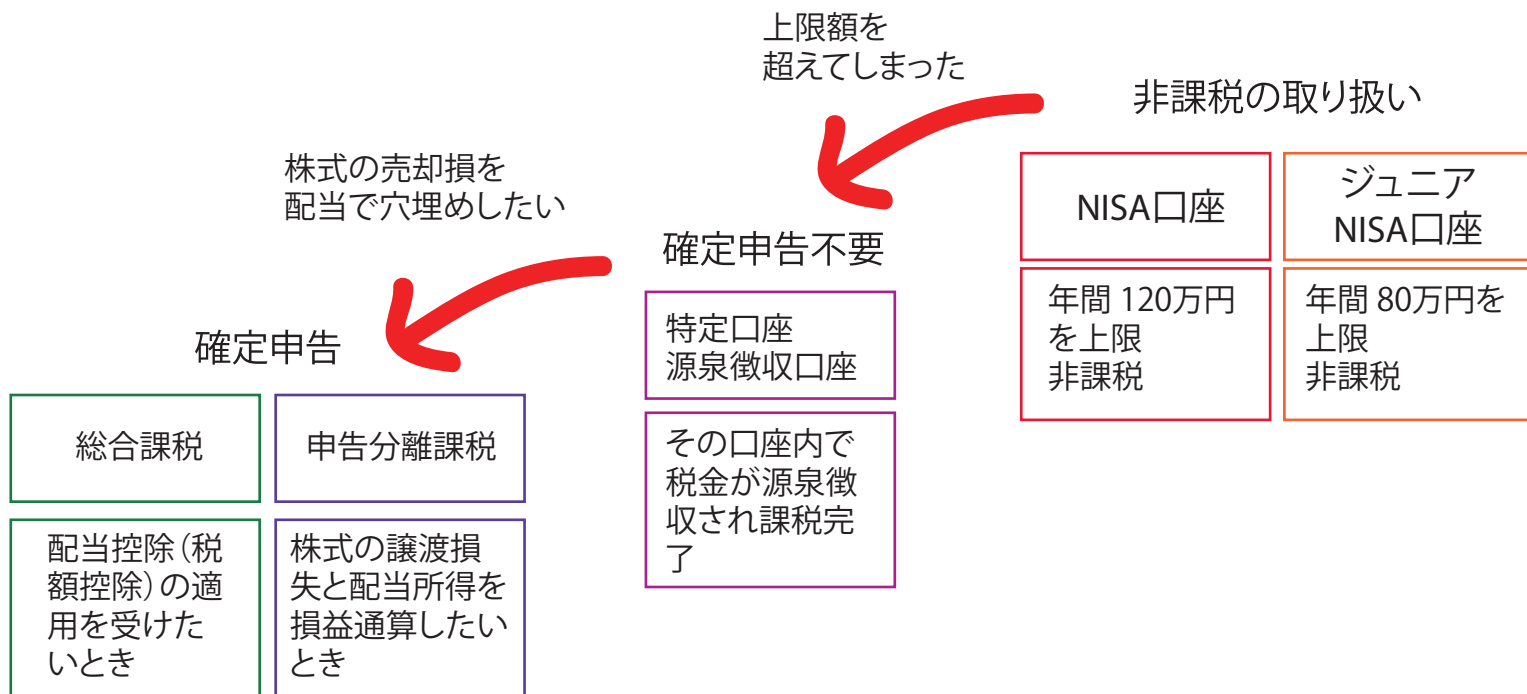 上限額を
超えてしまった
非課税の取り扱い
NISA口座
ジュニア
NISA口座
年間 120万円
を上限
非課税
年間 80万円を
上限
非課税
株式の売却損を
配当で穴埋めしたい
確定申告不要
特定口座
源泉徴収口座
その口座内で
税金が源泉徴
収され課税完
了
確定申告
総合課税
申告分離課税
配当控除（税
額控除）の適
用を受けた
いとき
株式の譲渡損
失と配当所得を
損益通算したい
とき